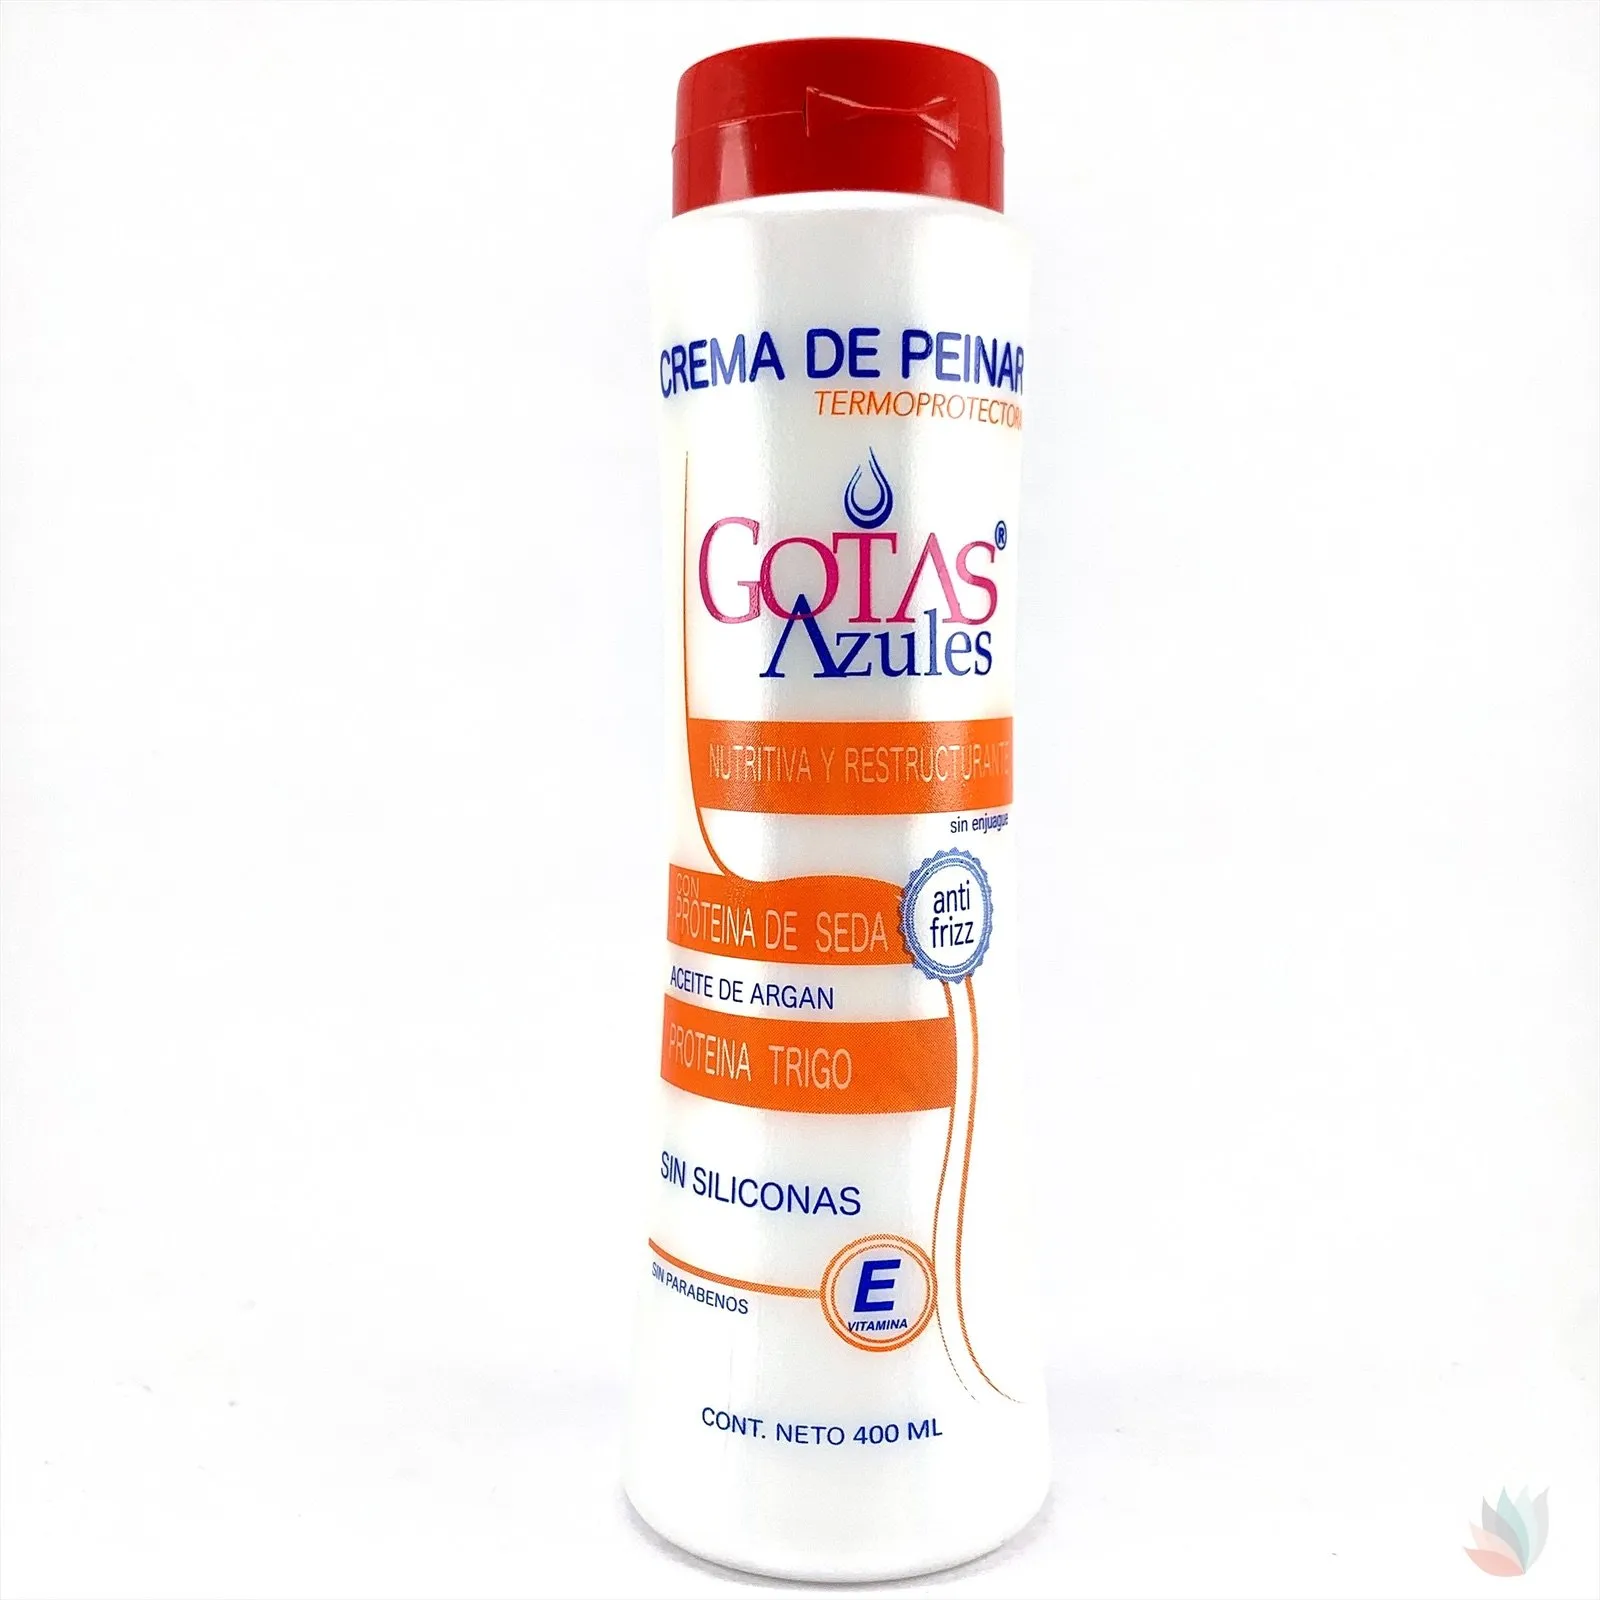 CREMA DE PEINAR
TERMOPROTECTORA
GOTAS®
Azules
NUTRITIVA Y RESTRUCTURANTE
sin enjuague
anti
frizz
CON
PROTEINA DE SEDA
ACEITE DE ARGAN
PROTEINA TRIGO
SIN SILICONAS
SIN PARABENOS
E
VITAMINA
CONT. NETO 400 ML